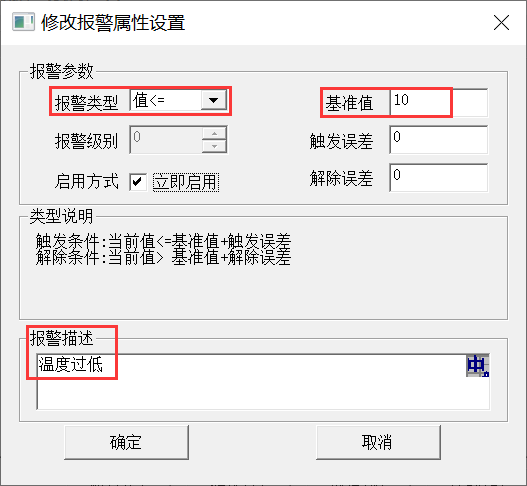 修改报警属性设置
报警参数
报警类型 值<= 基准值 10
报警级别 0 触发误差 0
启用方式 立即启用 解除误差 0
类型说明
触发条件:当前值<=基准值+触发误差
解除条件:当前值> 基准值+解除误差
报警描述
温度过低 中
确定 取消